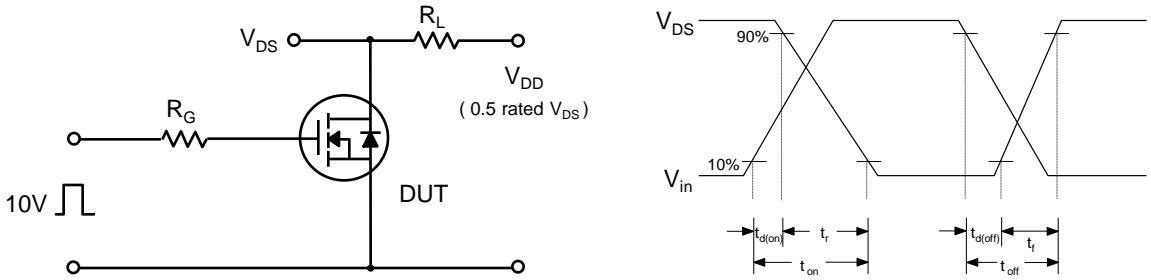 R_L
V_DS
V_DD
( 0.5 rated V_DS )
R_G
DUT
10V
V_DS
90%
10%
V_in
t_d(on)
t_r
t_on
t_d(off)
t_f
t_off